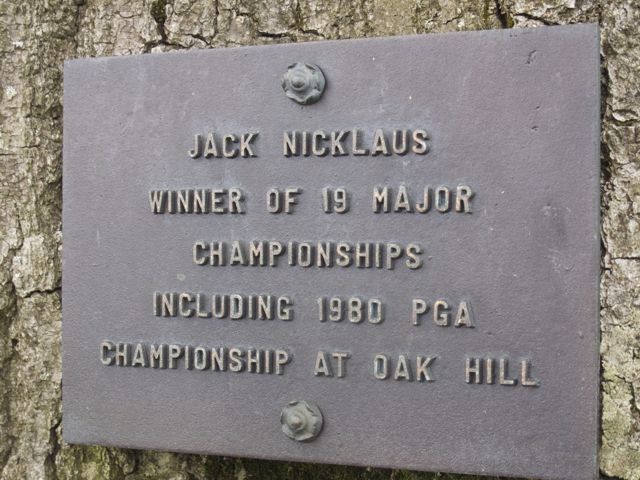 JACK NICKLAUS
WINNER OF 19 MAJOR
CHAMPIONSHIPS
INCLUDING 1980 PGA
CHAMPIONSHIP AT OAK HILL